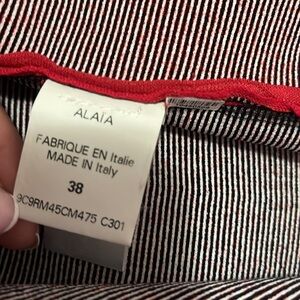 ALAÏA
FABRIQUE EN Italie
MADE IN Italy
38
9C9RM45CM475 C301